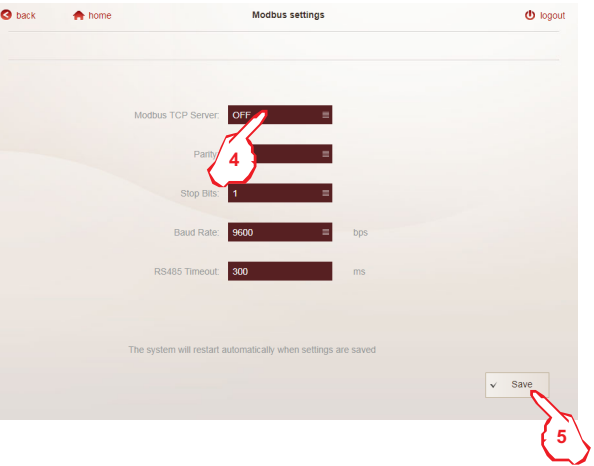 back
home
Modbus settings
logout
Modbus TCP Server:
OFF
Parity:
4
Stop Bits:
1
Baud Rate:
9600
bps
RS485 Timeout:
300
ms
The system will restart automatically when settings are saved
Save
5